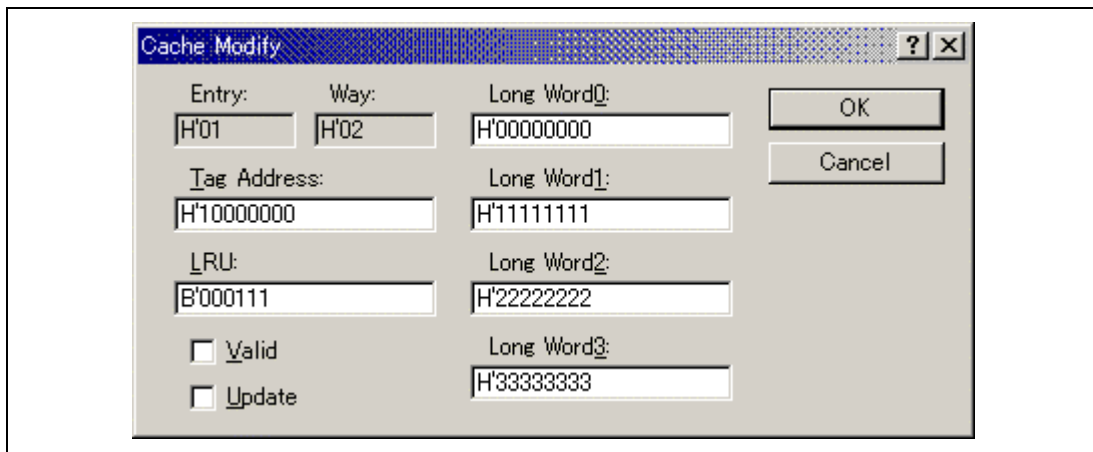 Cache Modify
Entry: Way: Long Word0:
H'01 H'02 H'00000000
OK
Tag Address: Long Word1:
H'10000000 H'11111111
Cancel
LRU: Long Word2:
B'000111 H'22222222
Valid Long Word3:
Update H'33333333